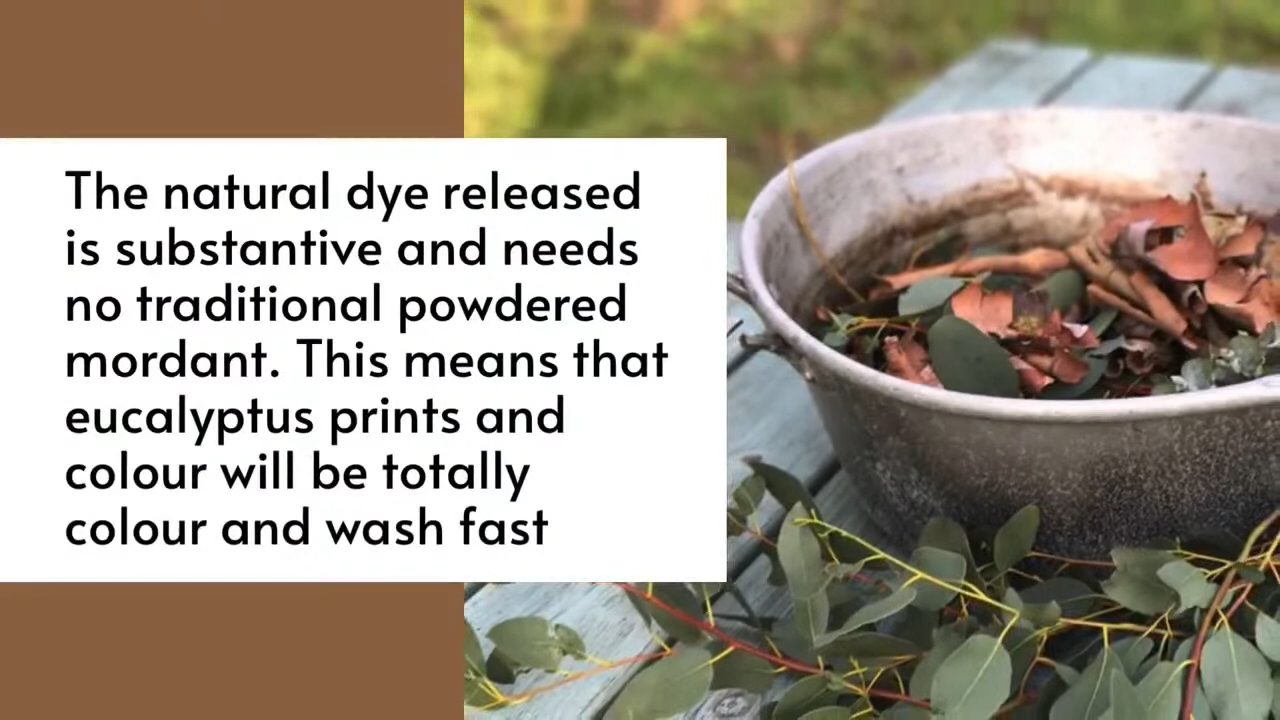 The natural dye released
is substantive and needs
no traditional powdered
mordant. This means that
eucalyptus prints and
colour will be totally
colour and wash fast